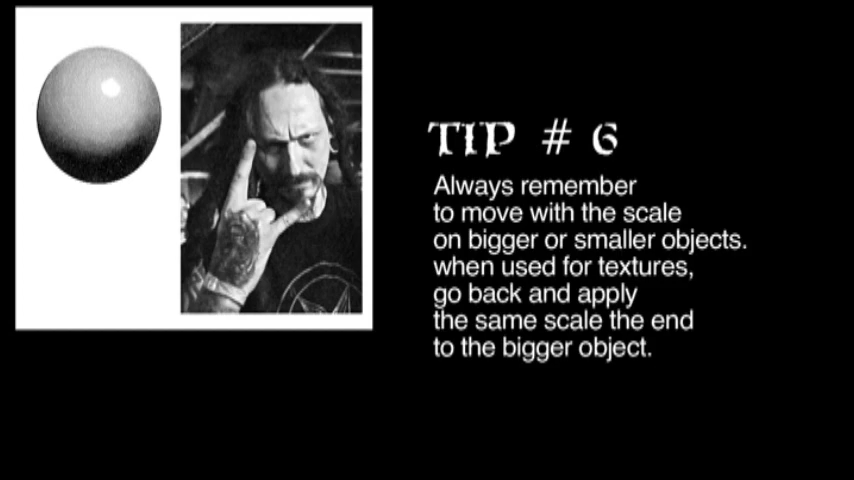 TIP # 6
Always remember
to move with the scale
on bigger or smaller objects.
when used for textures,
go back and apply
the same scale the end
to the bigger object.